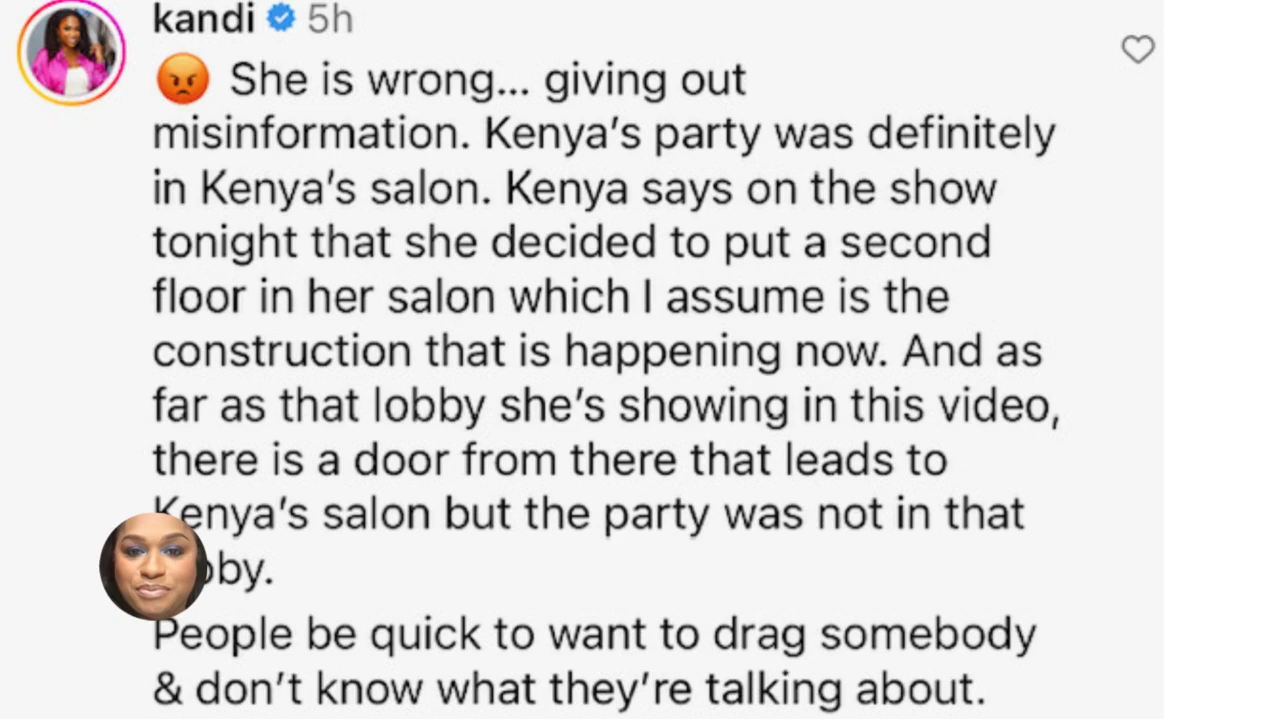 kandi 5h
😡 She is wrong... giving out
misinformation. Kenya's party was definitely
in Kenya's salon. Kenya says on the show
tonight that she decided to put a second
floor in her salon which I assume is the
construction that is happening now. And as
far as that lobby she's showing in this video,
there is a door from there that leads to
Kenya's salon but the party was not in that
People be quick to want to drag somebody
& don't know what they're talking about.